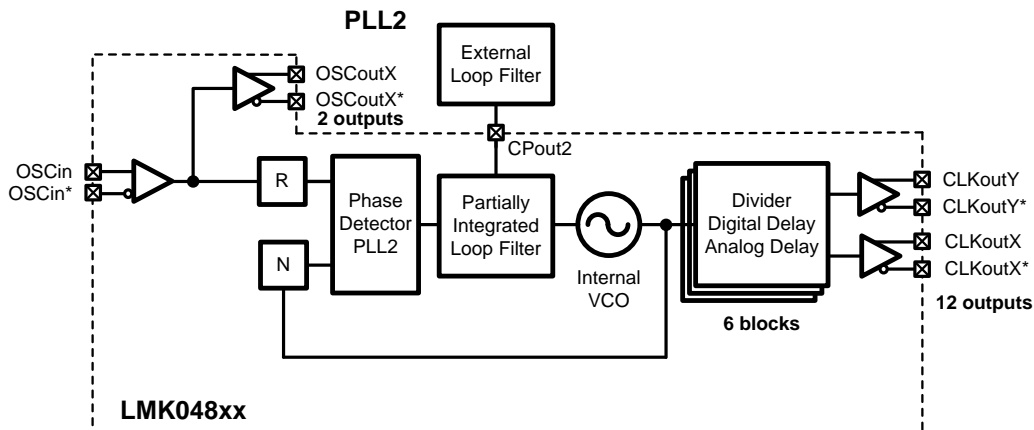 PLL2
External
Loop Filter
OSCoutX
OSCoutX*
2 outputs
CPout2
OSCin
OSCin*
R
N
Phase
Detector
PLL2
Partially
Integrated
Loop Filter
Internal
VCO
Divider
Digital Delay
Analog Delay
6 blocks
CLKoutY
CLKoutY*
CLKoutX
CLKoutX*
12 outputs
LMK048xx